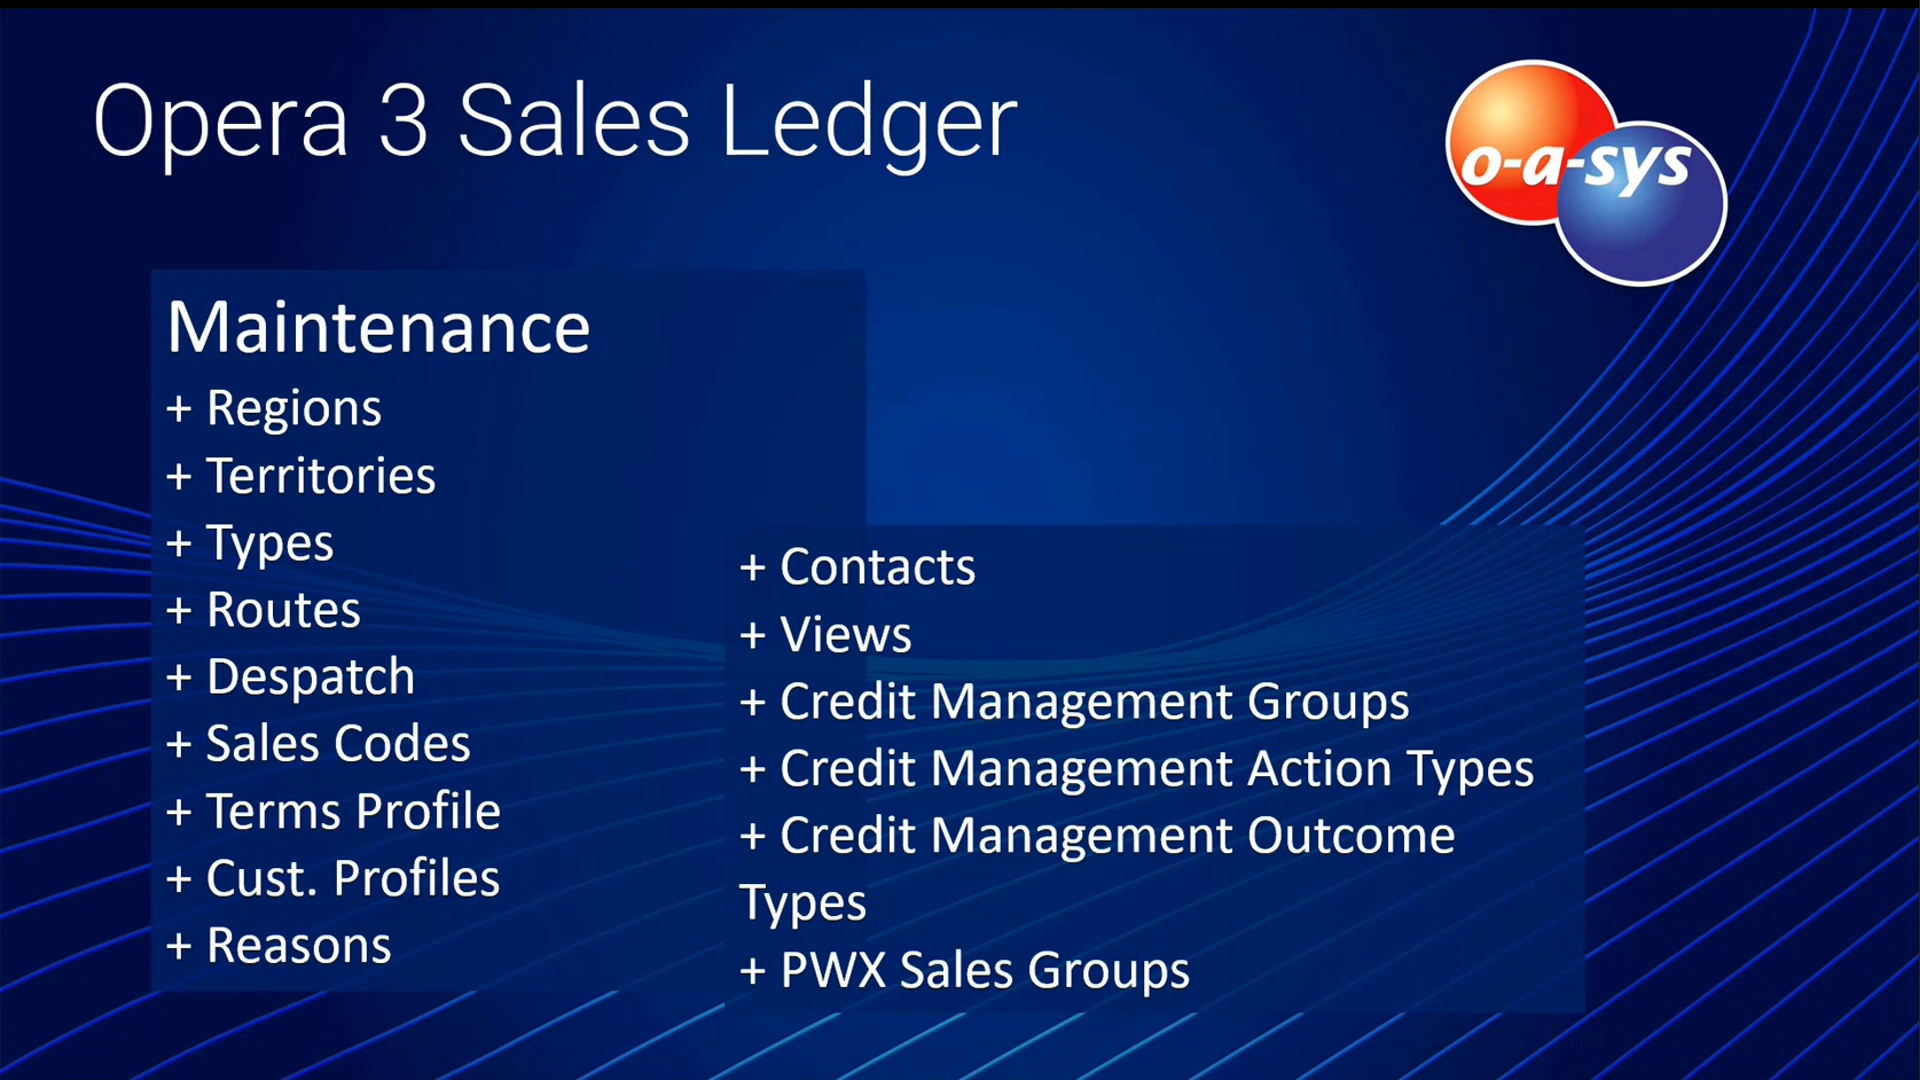 Opera 3 Sales Ledger
o-a-sys
Maintenance
+ Regions
+ Territories
+ Types
+ Routes
+ Despatch
+ Sales Codes
+ Terms Profile
+ Cust. Profiles
+ Reasons
+ Contacts
+ Views
+ Credit Management Groups
+ Credit Management Action Types
+ Credit Management Outcome
Types
+ PWX Sales Groups